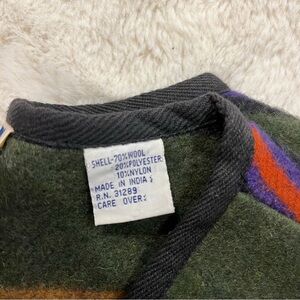 SHELL-70%WOOL
20%POLYESTER
10%NYLON
MADE IN INDIA
R.N. 31289
CARE OVER: